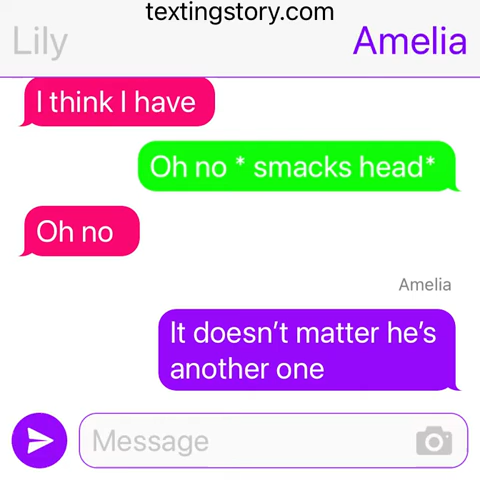 textingstory.com
Lily
Amelia
I think I have
Oh no * smacks head*
Oh no
Amelia
It doesn’t matter he’s
another one
Message